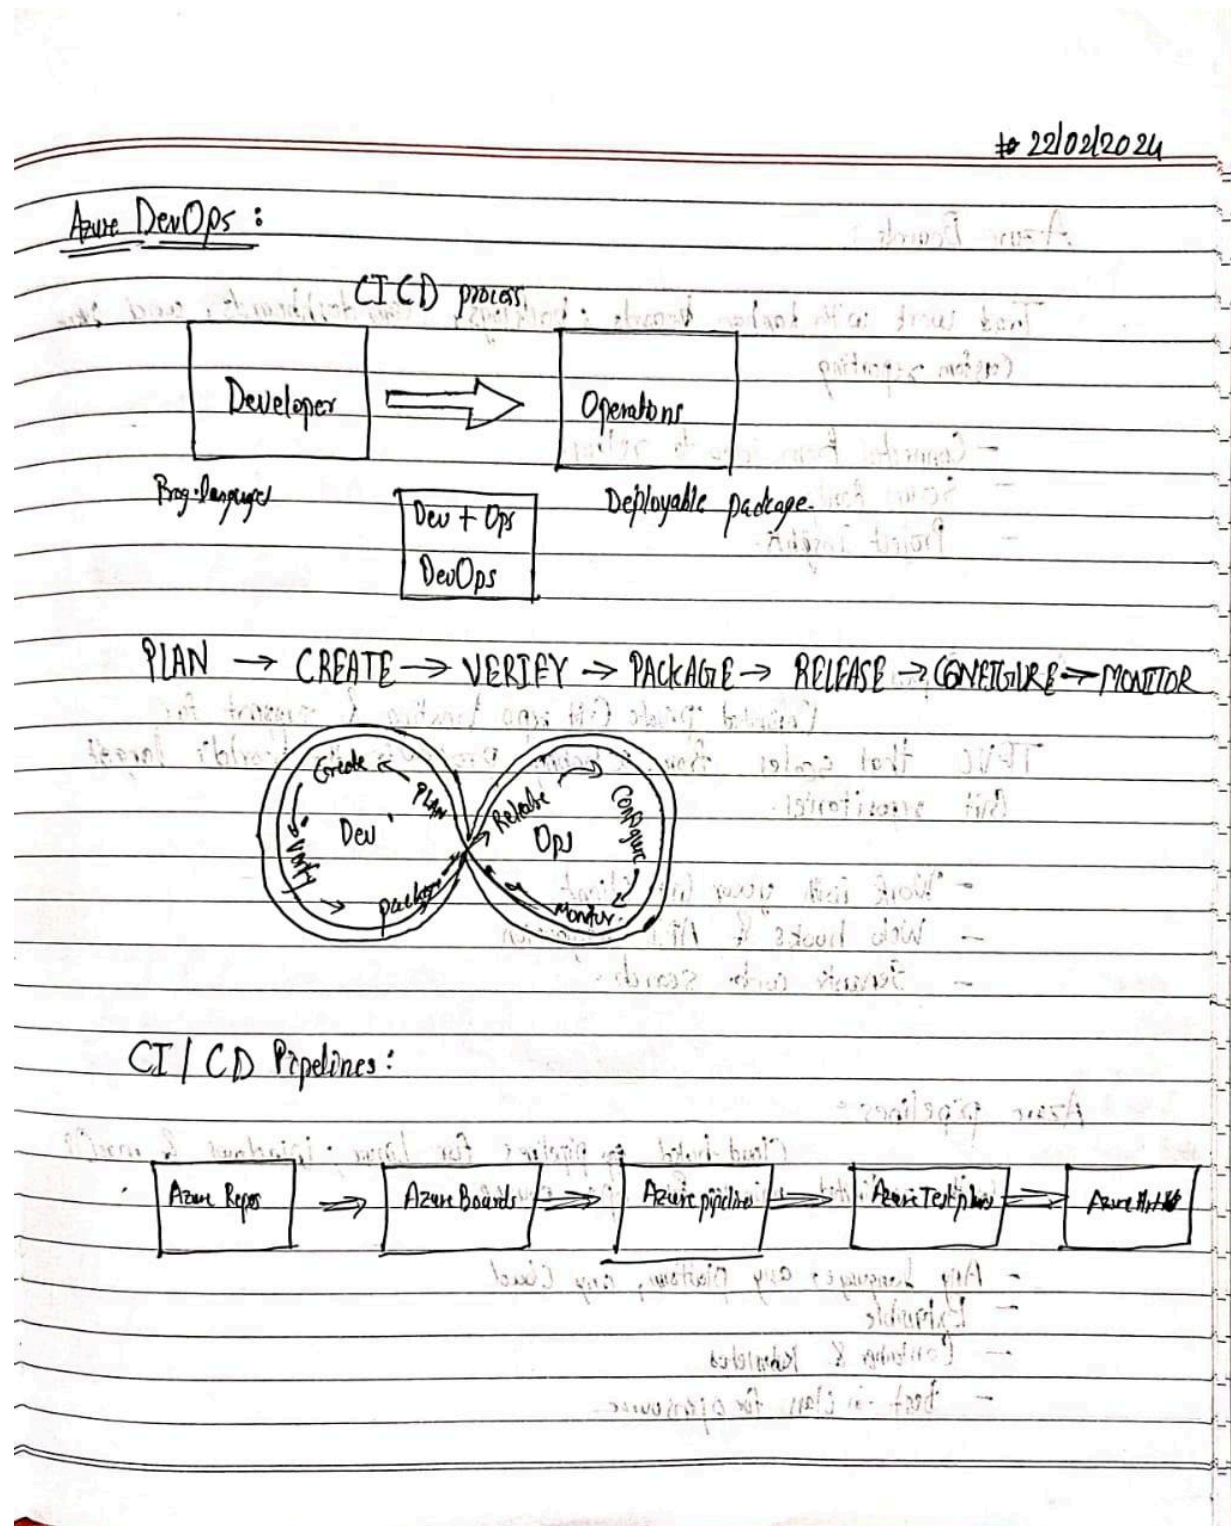 22/02/2024
Azure DevOps :
CI CD process
Developer
Operations
Prog. languages
Deployable package.
Dev + Ops
DevOps
PLAN → CREATE → VERIFY → PACKAGE → RELEASE → CONFIGURE → MONITOR
Create
PLAN
Dev
Verify
package
Release
Ops
Configure
Monitor
CI / CD Pipelines :
Azure Repos ⇒ Azure Boards ⇒ Azure pipelines ⇒ Azure Test plans ⇒ Azure